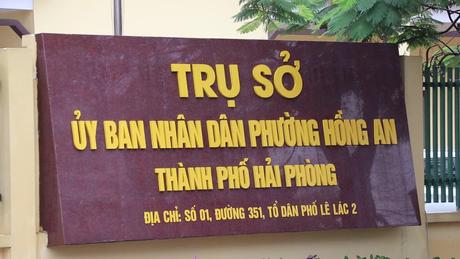 TRỤ SỞ
ỦY BAN NHÂN DÂN PHƯỜNG HỒNG AN
THÀNH PHỐ HẢI PHÒNG
ĐỊA CHỈ: SỐ 01, ĐƯỜNG 351, TỔ DÂN PHỐ LÊ LÁC 2